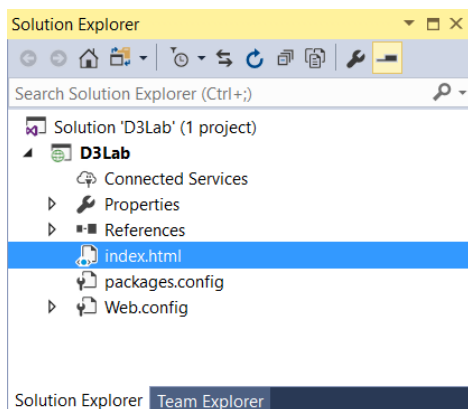 Solution Explorer
Search Solution Explorer (Ctrl+;)
Solution 'D3Lab' (1 project)
D3Lab
Connected Services
Properties
References
index.html
packages.config
Web.config
Solution Explorer Team Explorer